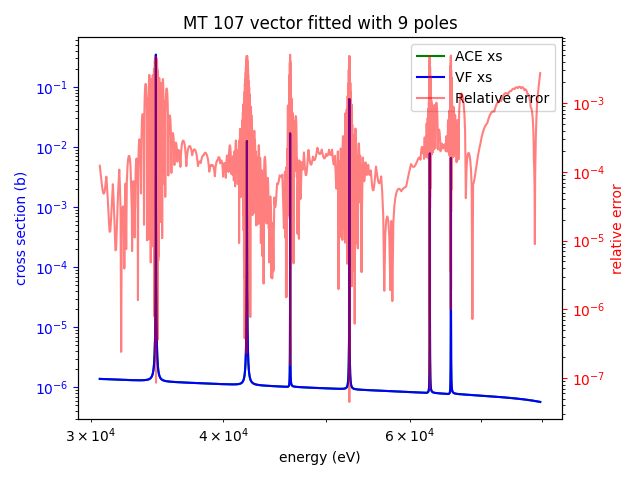 MT 107 vector fitted with 9 poles
ACE xs
VF xs
Relative error
cross section (b)
10⁻¹
10⁻²
10⁻³
10⁻⁴
10⁻⁵
10⁻⁶
10⁻³
10⁻⁴
10⁻⁵
10⁻⁶
10⁻⁷
relative error
3 × 10⁴ 4 × 10⁴ 6 × 10⁴
energy (eV)